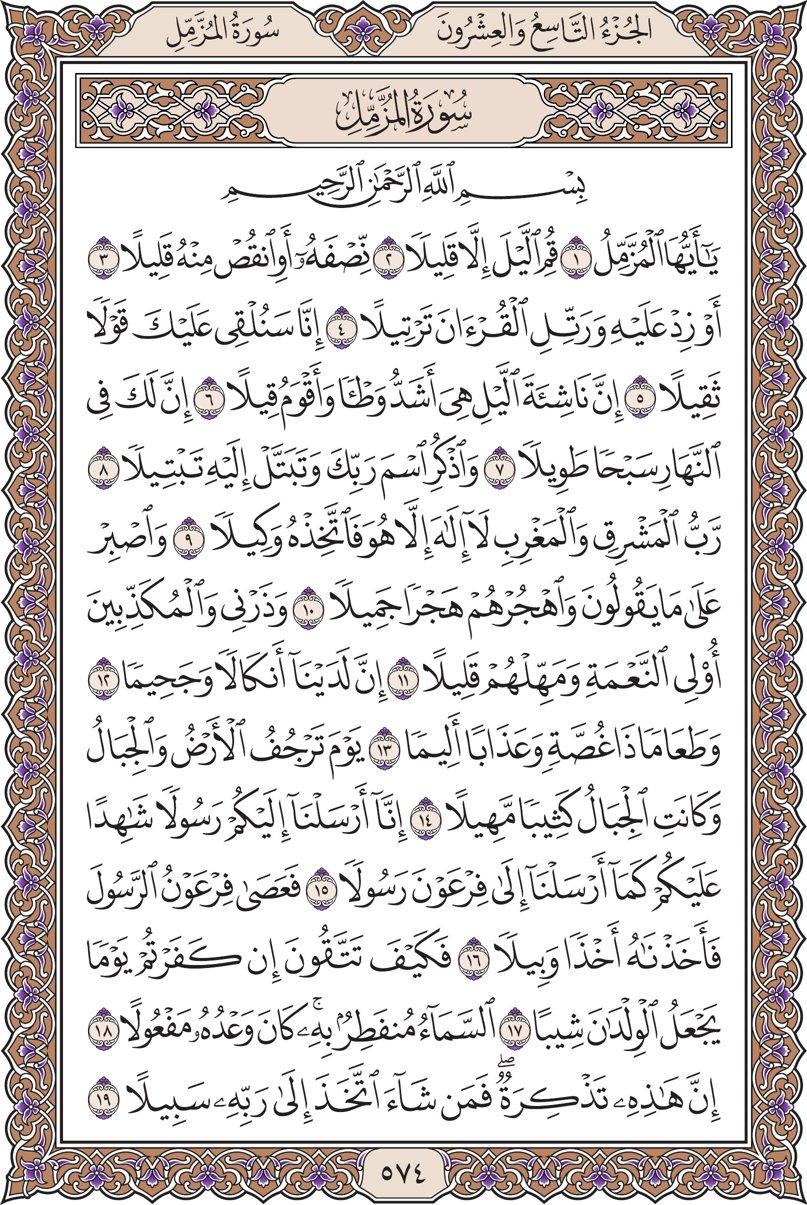 الجُزْءُ التَّاسِعُ وَالعِشْرُونَ
سُورَةُ المُزَّمِّلِ
سُورَةُ المُزَّمِّلِ
بِسْمِ ٱللَّهِ ٱلرَّحْمَٰنِ ٱلرَّحِيمِ
يَٰٓأَيُّهَا ٱلْمُزَّمِّلُ ١ قُمِ ٱلَّيْلَ إِلَّا قَلِيلًا ٢ نِّصْفَهُۥٓ أَوِ ٱنقُصْ مِنْهُ قَلِيلًا ٣
أَوْ زِدْ عَلَيْهِ وَرَتِّلِ ٱلْقُرْءَانَ تَرْتِيلًا ٤ إِنَّا سَنُلْقِى عَلَيْكَ قَوْلًا
ثَقِيلًا ٥ إِنَّ نَاشِئَةَ ٱلَّيْلِ هِىَ أَشَدُّ وَطْـًٔا وَأَقْوَمُ قِيلًا ٦ إِنَّ لَكَ فِى
ٱلنَّهَارِ سَبْحًا طَوِيلًا ٧ وَٱذْكُرِ ٱسْمَ رَبِّكَ وَتَبَتَّلْ إِلَيْهِ تَبْتِيلًا ٨
رَّبُّ ٱلْمَشْرِقِ وَٱلْمَغْرِبِ لَآ إِلَٰهَ إِلَّا هُوَ فَٱتَّخِذْهُ وَكِيلًا ٩ وَٱصْبِرْ
عَلَىٰ مَا يَقُولُونَ وَٱهْجُرْهُمْ هَجْرًا جَمِيلًا ١٠ وَذَرْنِى وَٱلْمُكَذِّبِينَ
أُو۟لِى ٱلنَّعْمَةِ وَمَهِّلْهُمْ قَلِيلًا ١١ إِنَّ لَدَيْنَآ أَنكَالًا وَجَحِيمًا ١٢
وَطَعَامًا ذَا غُصَّةٍ وَعَذَابًا أَلِيمًا ١٣ يَوْمَ تَرْجُفُ ٱلْأَرْضُ وَٱلْجِبَالُ
وَكَانَتِ ٱلْجِبَالُ كَثِيبًا مَّهِيلًا ١٤ إِنَّآ أَرْسَلْنَآ إِلَيْكُمْ رَسُولًا شَٰهِدًا
عَلَيْكُمْ كَمَآ أَرْسَلْنَآ إِلَىٰ فِرْعَوْنَ رَسُولًا ١٥ فَعَصَىٰ فِرْعَوْنُ ٱلرَّسُولَ
فَأَخَذْنَٰهُ أَخْذًا وَبِيلًا ١٦ فَكَيْفَ تَتَّقُونَ إِن كَفَرْتُمْ يَوْمًا
يَجْعَلُ ٱلْوِلْدَٰنَ شِيبًا ١٧ ٱلسَّمَآءُ مُنفَطِرٌۢ بِهِۦ ۚ كَانَ وَعْدُهُۥ مَفْعُولًا ١٨
إِنَّ هَٰذِهِۦ تَذْكِرَةٌ ۖ فَمَن شَآءَ ٱتَّخَذَ إِلَىٰ رَبِّهِۦ سَبِيلًا ١٩
٥٧٤